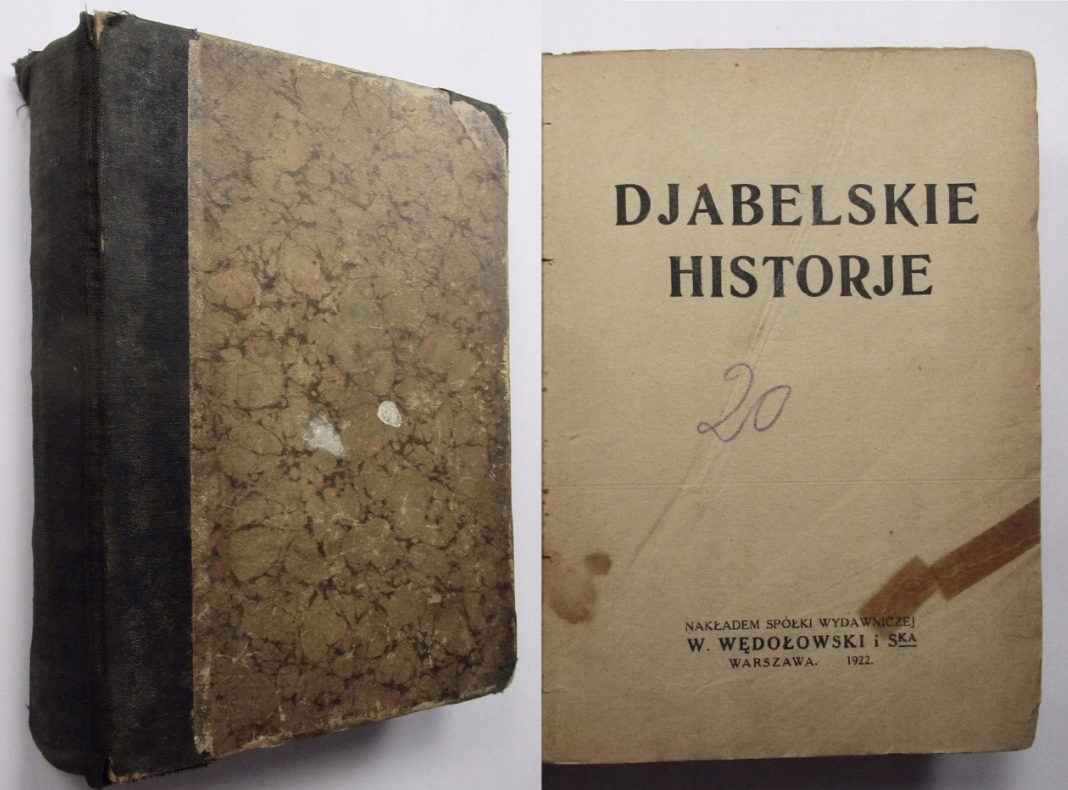 DJABELSKIE
HISTORJE
20
NAKŁADEM SPÓŁKI WYDAWNICZEJ
W. WĘDOŁOWSKI i SKA
WARSZAWA. 1922.